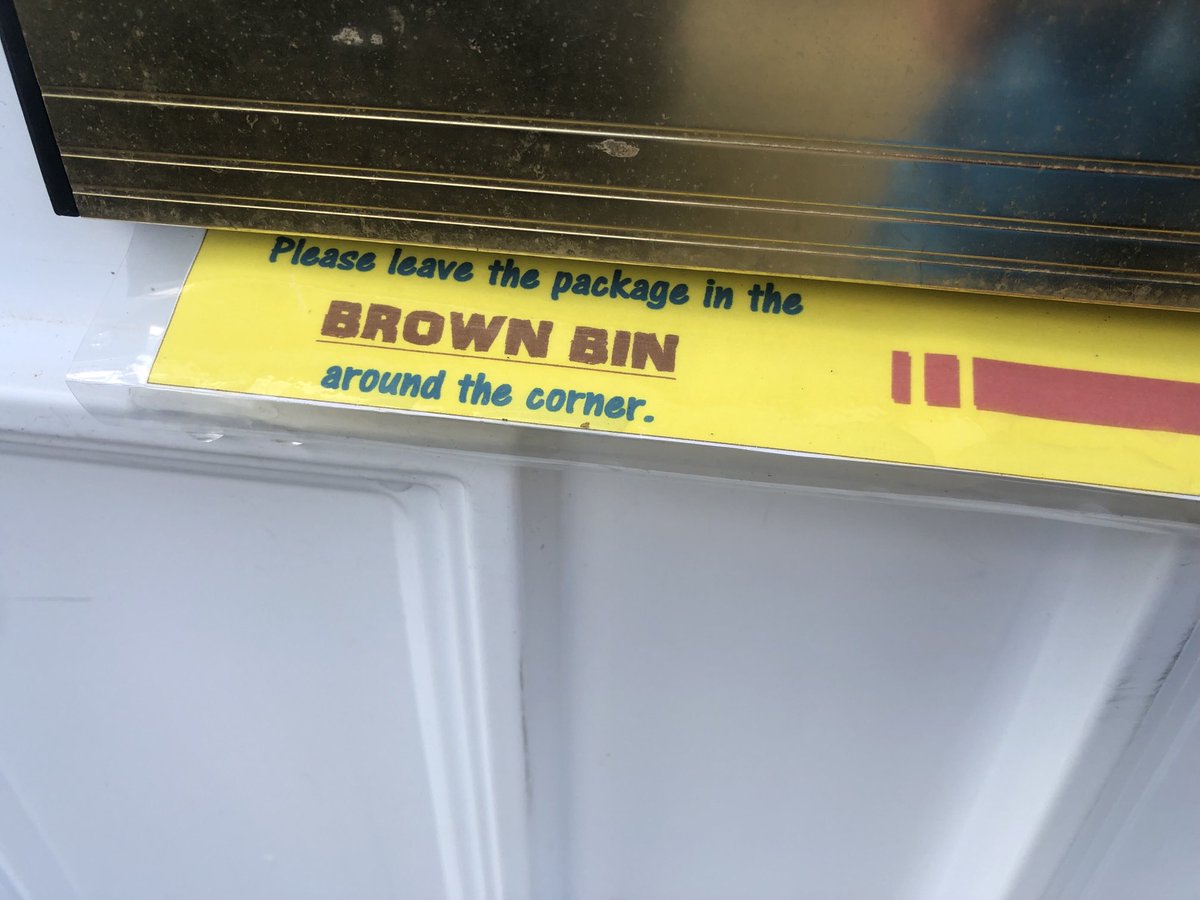 Please leave the package in the
BROWN BIN
around the corner.